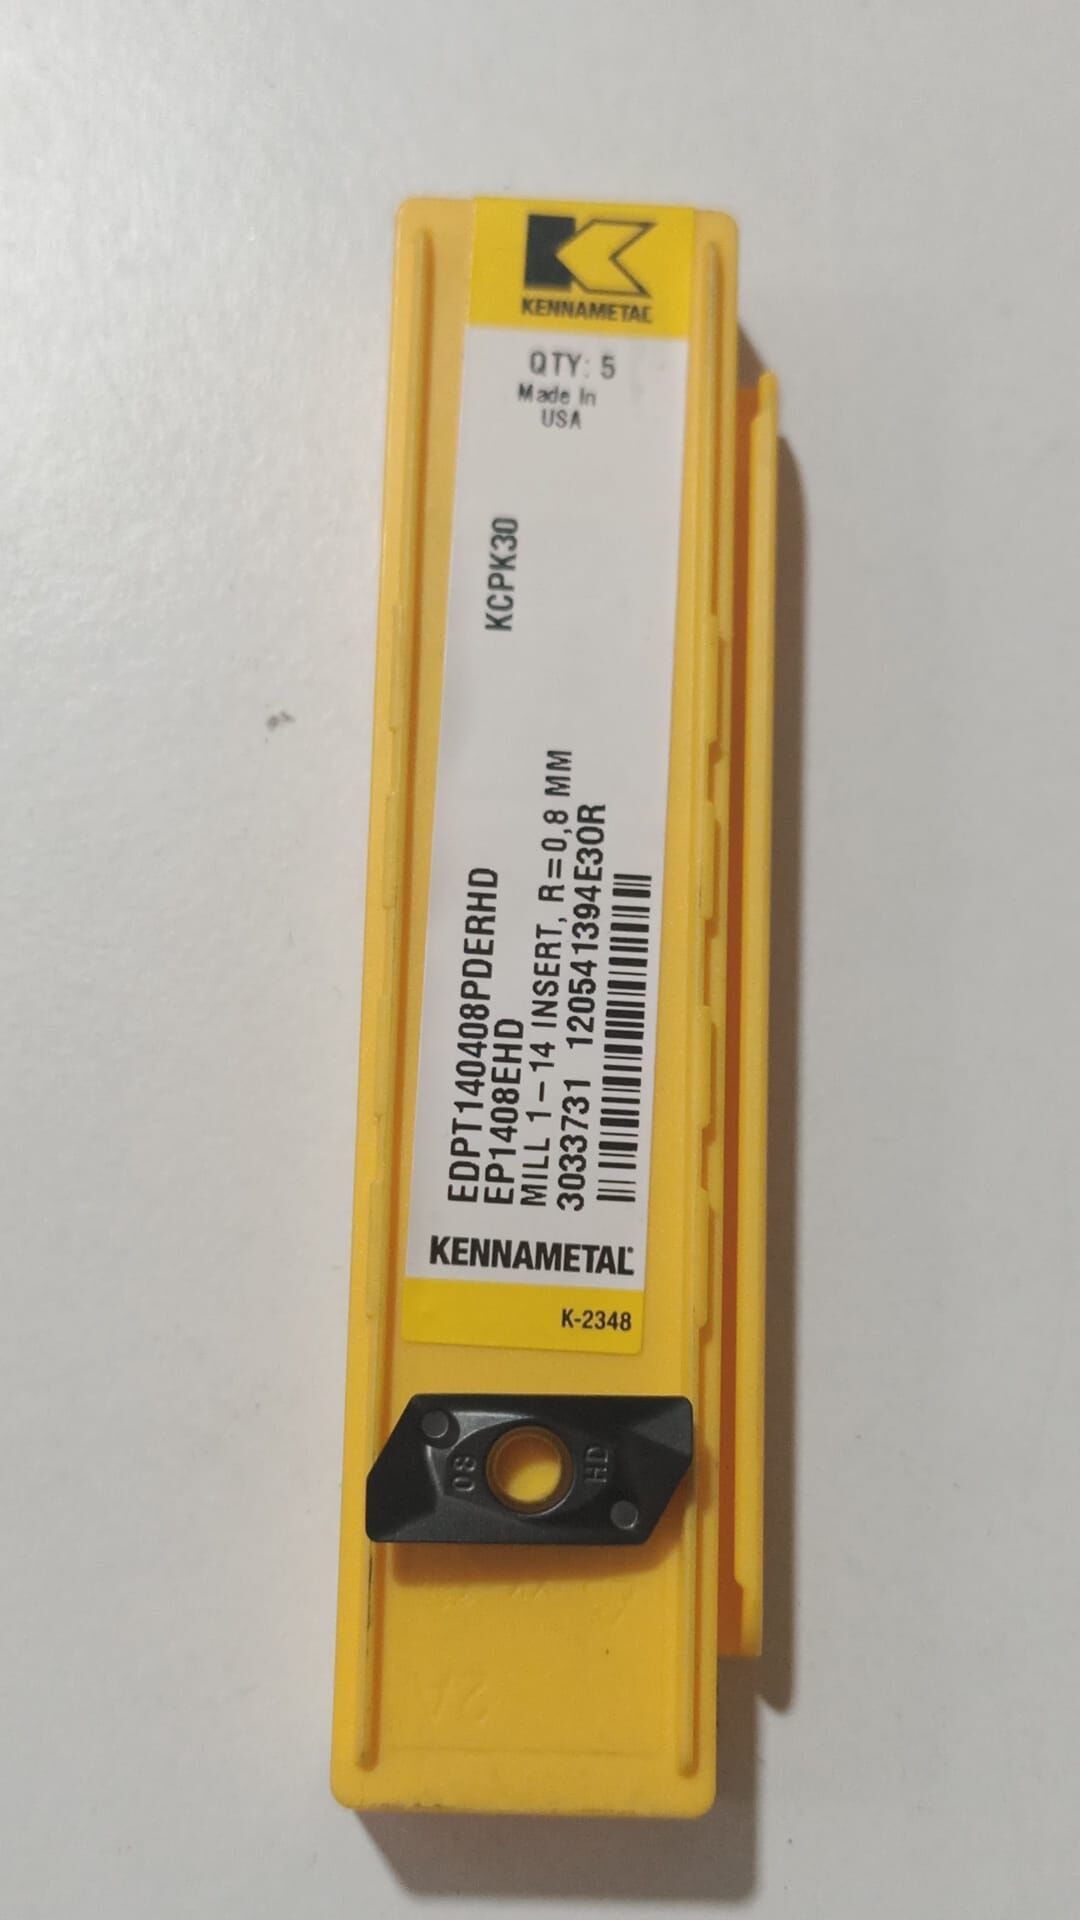 KENNAMETAL
QTY: 5
Made In
USA
KCPK30
EDPT140408PDERHD
EP1408EHD
MILL 1-14 INSERT, R=0,8 MM
3033731 120541394E3OR
KENNAMETAL
K-2348
08
HD